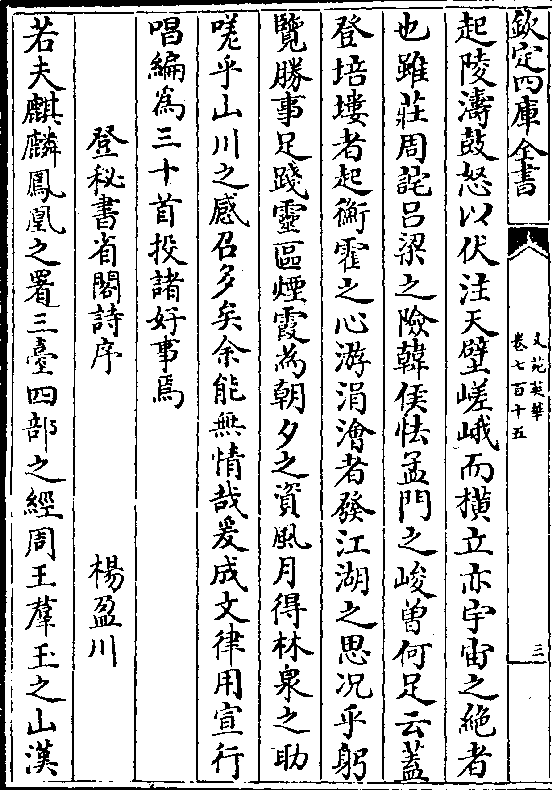 欽定四庫全書
文苑英華
卷七百十五
三
起陵濤鼓怒以伏注天壁嵯峨而横立亦宇宙之絶者
也雖莊周詫吕梁之險韓侯怯孟門之峻曾何足云蓋
登培塿者起衡霍之心游涓澮者發江湖之思况乎躬
覽勝事足踐靈區煙霞為朝夕之資風月得林泉之助
嗟乎山川之感召多矣余能無情哉爰成文律用宣行
唱編為三十首投諸好事焉
登秘書省閣詩序
楊盈川
若夫麒麟鳳凰之署三臺四部之經周王羣玉之山漢